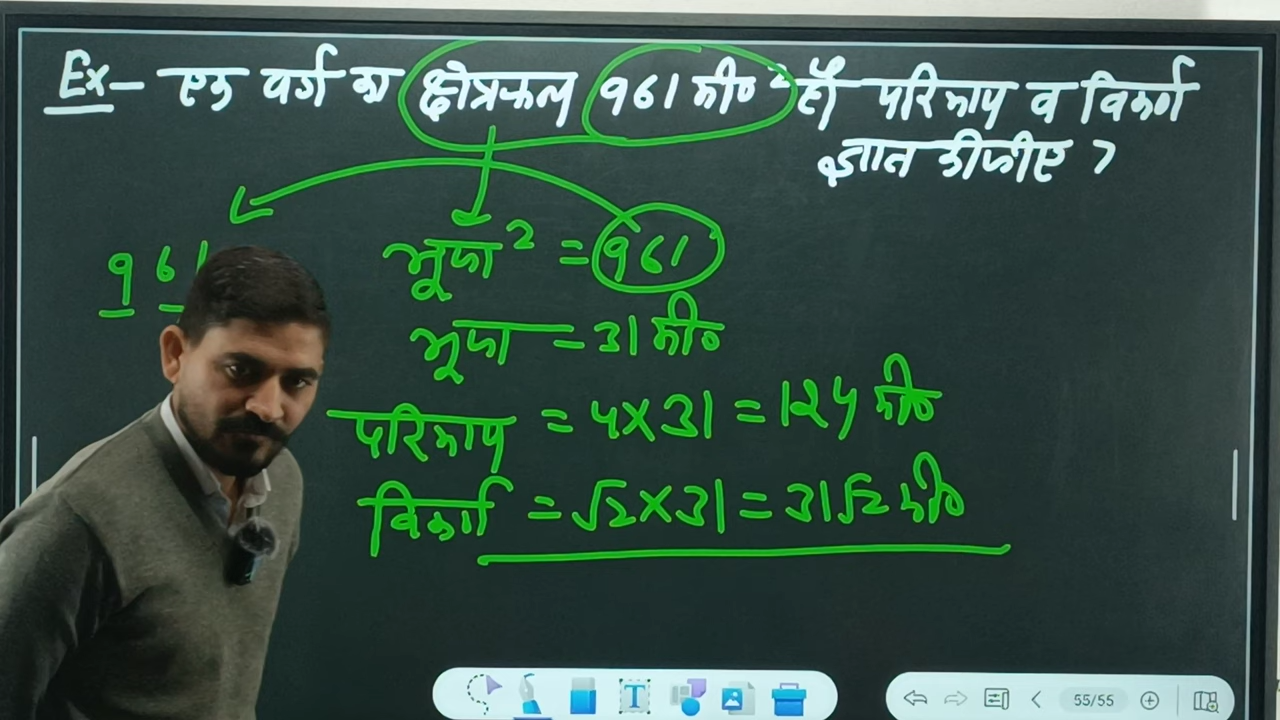 Ex- एक वर्ग का क्षेत्रफल 961 मी०² है परिमाप व विकर्ण
ज्ञात कीजिए ?
961
भुजा² = 961
भुजा = 31 मी०
परिमाप = 4×31 = 124 मी०
विकर्ण = √2×31 = 31√2 मी०
55/55